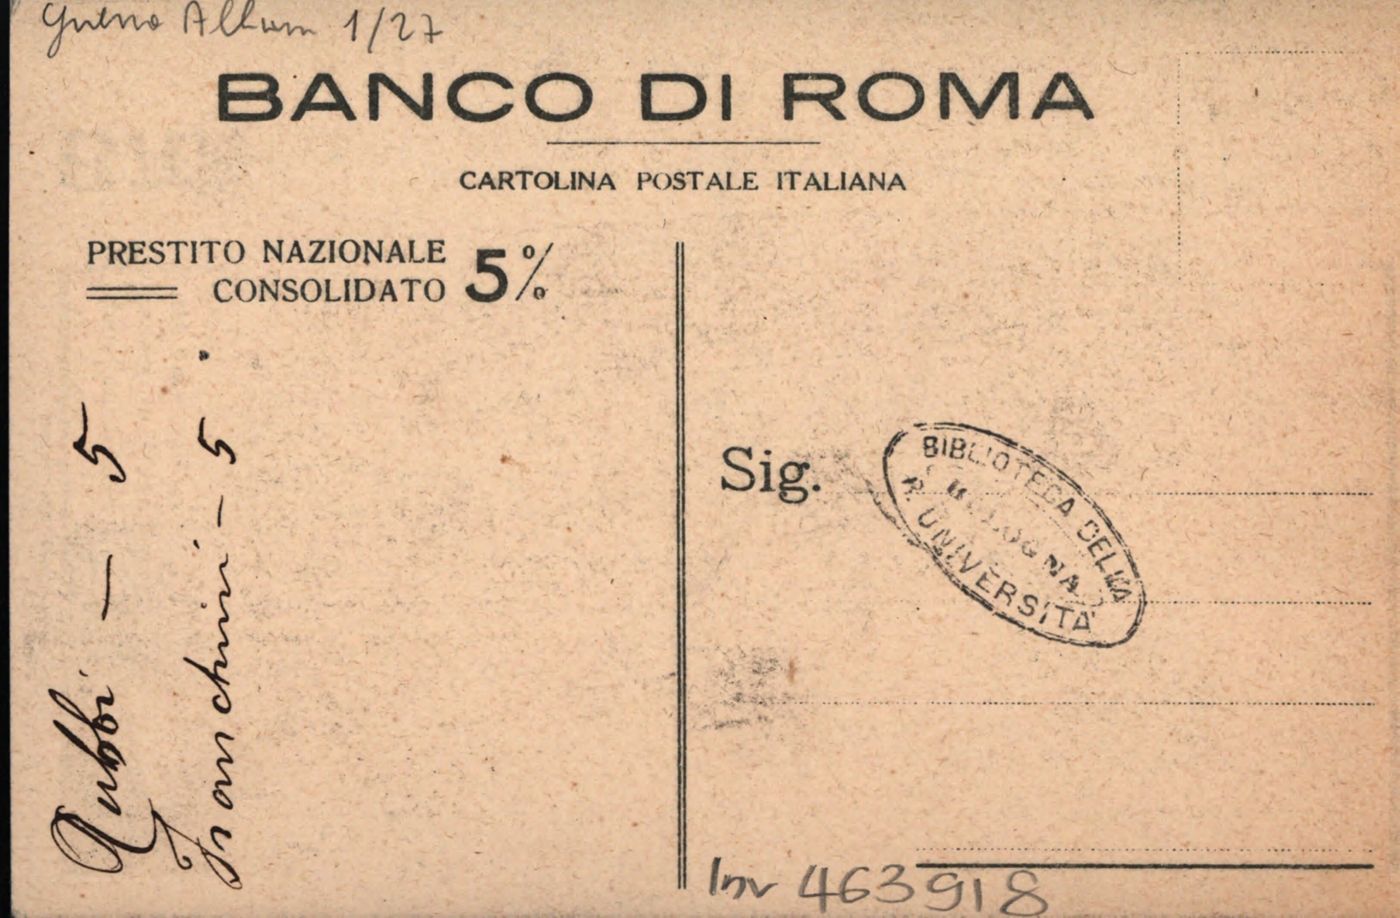 Guerra Album 1/27
BANCO DI ROMA
CARTOLINA POSTALE ITALIANA
PRESTITO NAZIONALE
CONSOLIDATO 5%
Rubbi — 5
Franchini — 5
Sig.
BIBLIOTECA DELLA
BOLOGNA
R. UNIVERSITÀ
Inv 463918